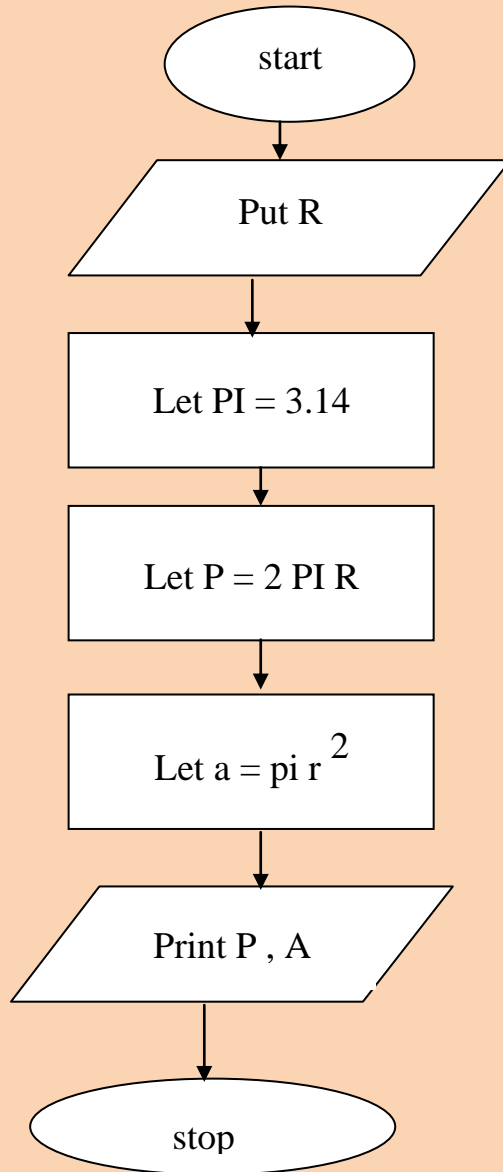 start
Put R
Let PI = 3.14
Let P = 2 PI R
Let a = pi r 2
Print P , A
stop